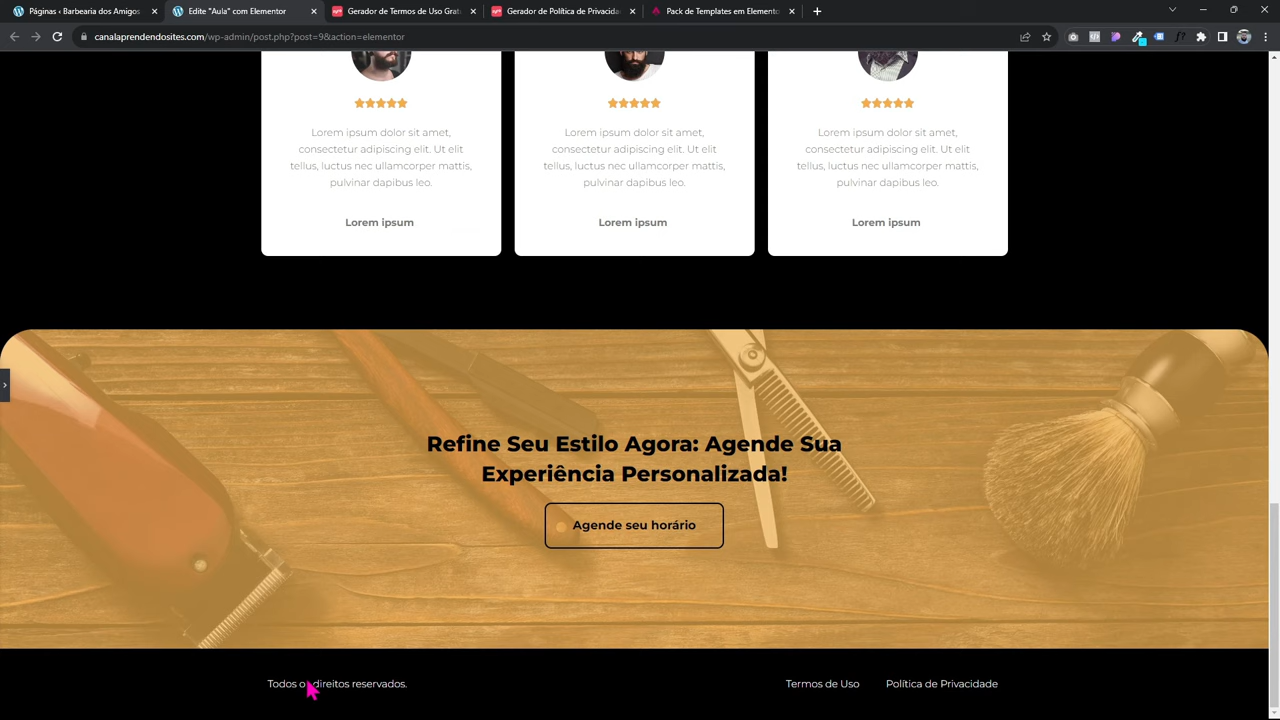 Páginas ‹ Barbearia dos Amigos
Edite "Aula" com Elementor
Gerador de Termos de Uso Grat
Gerador de Política de Privacida
Pack de Templates em Elemento
canalaprendendosites.com/wp-admin/post.php?post=9&action=elementor
Lorem ipsum dolor sit amet,
consectetur adipiscing elit. Ut elit
tellus, luctus nec ullamcorper mattis,
pulvinar dapibus leo.
Lorem ipsum
Lorem ipsum dolor sit amet,
consectetur adipiscing elit. Ut elit
tellus, luctus nec ullamcorper mattis,
pulvinar dapibus leo.
Lorem ipsum
Lorem ipsum dolor sit amet,
consectetur adipiscing elit. Ut elit
tellus, luctus nec ullamcorper mattis,
pulvinar dapibus leo.
Lorem ipsum
Refine Seu Estilo Agora: Agende Sua
Experiência Personalizada!
Agende seu horário
Todos os direitos reservados.
Termos de Uso
Política de Privacidade